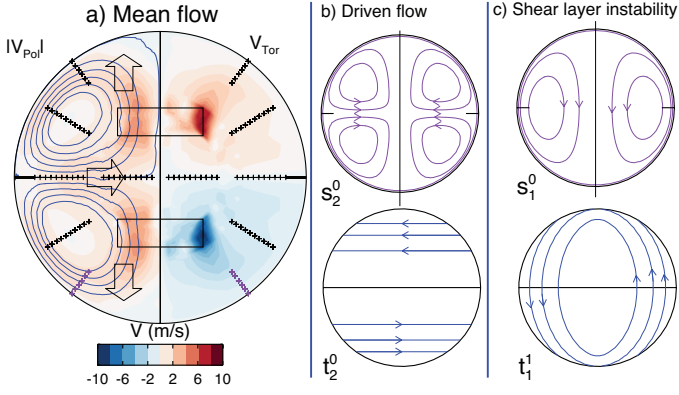 a) Mean flow
|V_Pol|
V_Tor
V (m/s)
-10 -6 -2 2 6 10
b) Driven flow
s_2^0
t_2^0
c) Shear layer instability
s_1^0
t_1^1